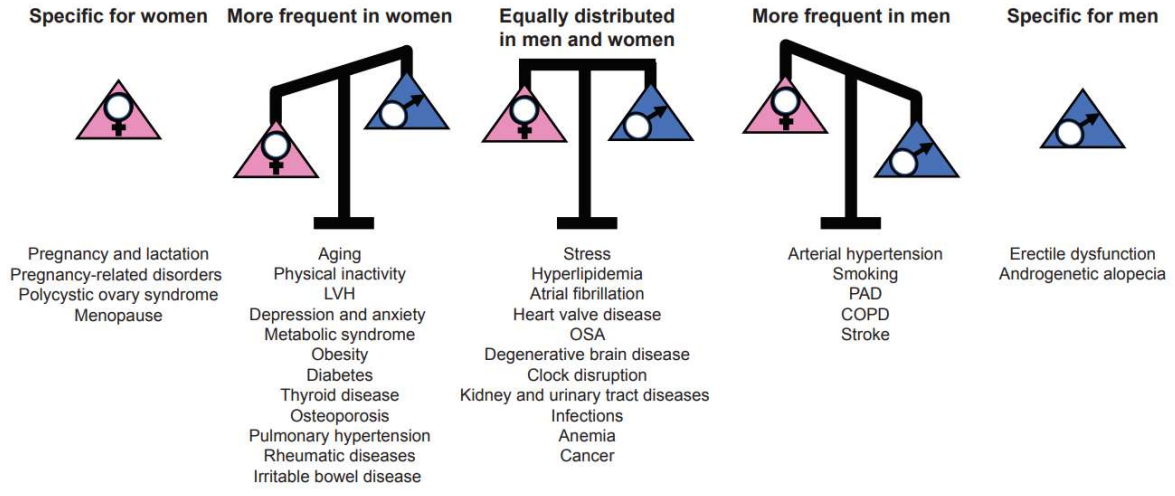 Specific for women
More frequent in women
Equally distributed
in men and women
More frequent in men
Specific for men
Pregnancy and lactation
Pregnancy-related disorders
Polycystic ovary syndrome
Menopause
Aging
Physical inactivity
LVH
Depression and anxiety
Metabolic syndrome
Obesity
Diabetes
Thyroid disease
Osteoporosis
Pulmonary hypertension
Rheumatic diseases
Irritable bowel disease
Stress
Hyperlipidemia
Atrial fibrillation
Heart valve disease
OSA
Degenerative brain disease
Clock disruption
Kidney and urinary tract diseases
Infections
Anemia
Cancer
Arterial hypertension
Smoking
PAD
COPD
Stroke
Erectile dysfunction
Androgenetic alopecia